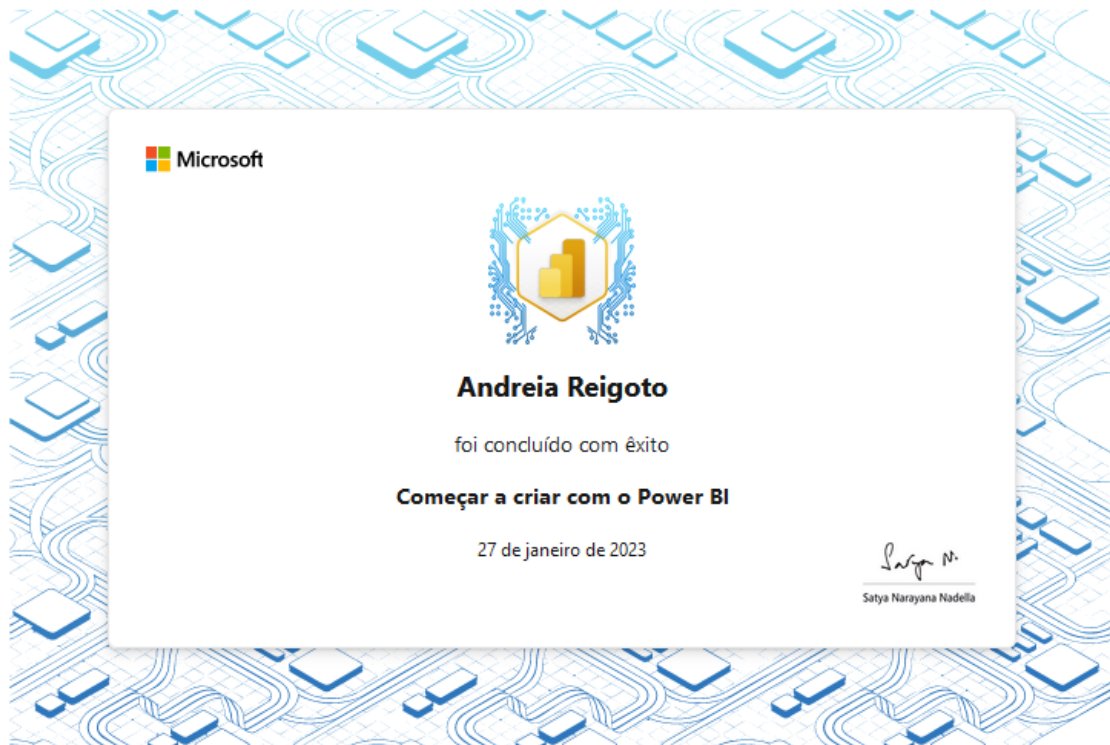 Microsoft
Andreia Reigoto
foi concluído com êxito
Começar a criar com o Power BI
27 de janeiro de 2023
Satya N.
Satya Narayana Nadella